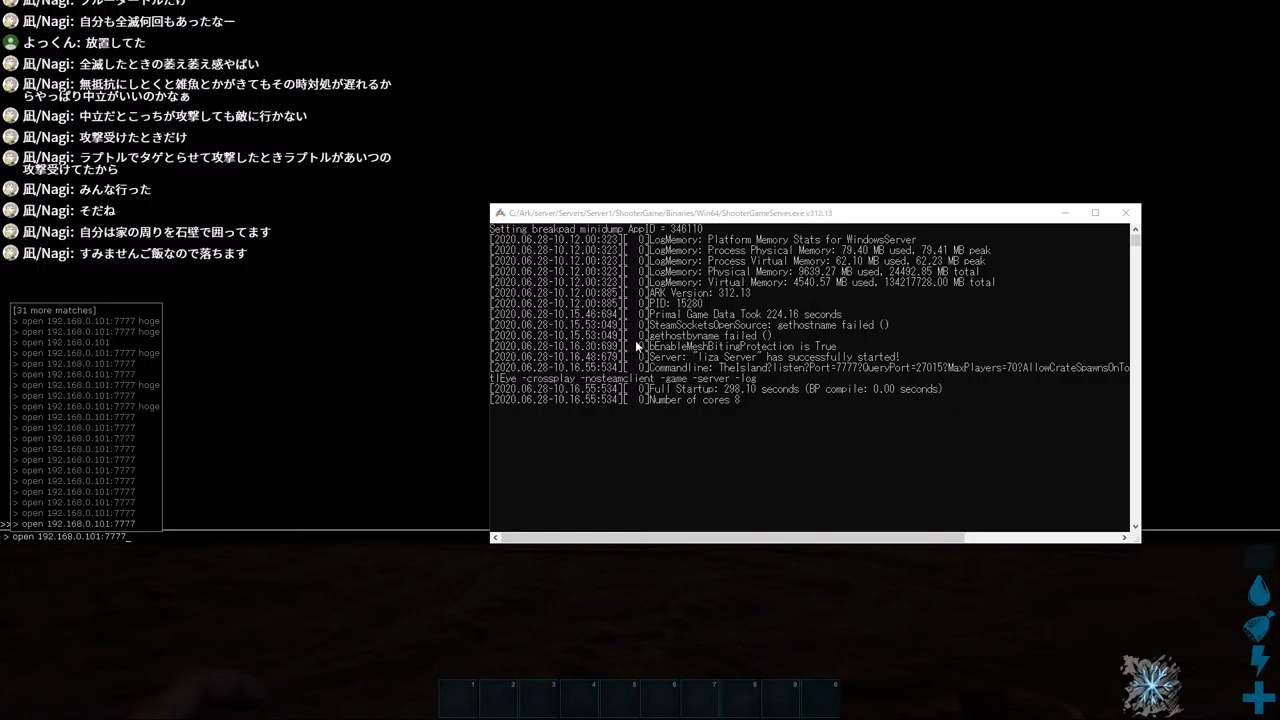 凪/Nagi: 自分も全滅何回もあったなー
よっくん: 放置してた
凪/Nagi: 全滅したときの萎え萎え感やばい
凪/Nagi: 無抵抗にしとくと雑魚とかがきてもその時対処が遅れるか
らやっぱり中立がいいのかなぁ
凪/Nagi: 中立だとこっちが攻撃しても敵に行かない
凪/Nagi: 攻撃受けたときだけ
凪/Nagi: ラプトルでタゲとらせて攻撃したときラプトルがあいつの
攻撃受けてたから
凪/Nagi: みんな行った
凪/Nagi: そだね
凪/Nagi: 自分は家の周りを石壁で囲ってます
凪/Nagi: すみませんご飯なので落ちます
C:/Ark/server/Servers/Server1/ShooterGame/Binaries/Win64/ShooterGameServer.exe v312.13
Setting breakpad minidump AppID = 346110
[2020.06.28-10.12.00:323][  0]LogMemory: Platform Memory Stats for WindowsServer
[2020.06.28-10.12.00:323][  0]LogMemory: Process Physical Memory: 79.40 MB used, 79.41 MB peak
[2020.06.28-10.12.00:323][  0]LogMemory: Process Virtual Memory: 62.10 MB used, 62.23 MB peak
[2020.06.28-10.12.00:323][  0]LogMemory: Physical Memory: 9639.27 MB used, 24492.85 MB total
[2020.06.28-10.12.00:323][  0]LogMemory: Virtual Memory: 4540.57 MB used, 134217728.00 MB total
[2020.06.28-10.12.00:885][  0]ARK Version: 312.13
[2020.06.28-10.12.00:885][  0]PID: 15280
[2020.06.28-10.15.46:694][  0]Primal Game Data Took 224.16 seconds
[2020.06.28-10.15.53:049][  0]SteamSocketsOpenSource: gethostname failed ()
[2020.06.28-10.15.53:049][  0]gethostbyname failed ()
[2020.06.28-10.16.30:699][  0]bEnableMeshBitingProtection is True
[2020.06.28-10.16.48:679][  0]Server: "liza Server" has successfully started!
[2020.06.28-10.16.55:534][  0]Commandline: TheIsland?listen?Port=7777?QueryPort=27015?MaxPlayers=70?AllowCrateSpawnsOnTo
tlEye -crossplay -nosteamclient -game -server -log
[2020.06.28-10.16.55:534][  0]Full Startup: 298.10 seconds (BP compile: 0.00 seconds)
[2020.06.28-10.16.55:534][  0]Number of cores 8
[31 more matches]
> open 192.168.0.101:7777 hoge
> open 192.168.0.101:7777 hoge
> open 192.168.0.101
> open 192.168.0.101:7777
> open 192.168.0.101:7777
> open 192.168.0.101:7777
> open 192.168.0.101:7777 hoge
> open 192.168.0.101:7777
> open 192.168.0.101:7777 hoge
> open 192.168.0.101:7777
> open 192.168.0.101:7777
> open 192.168.0.101:7777
> open 192.168.0.101:7777
> open 192.168.0.101:7777
> open 192.168.0.101:7777
> open 192.168.0.101:7777
> open 192.168.0.101:7777
> open 192.168.0.101:7777
> open 192.168.0.101:7777
>> > open 192.168.0.101:7777
> open 192.168.0.101:7777_
1 2 3 4 5 6 7 8 9 0